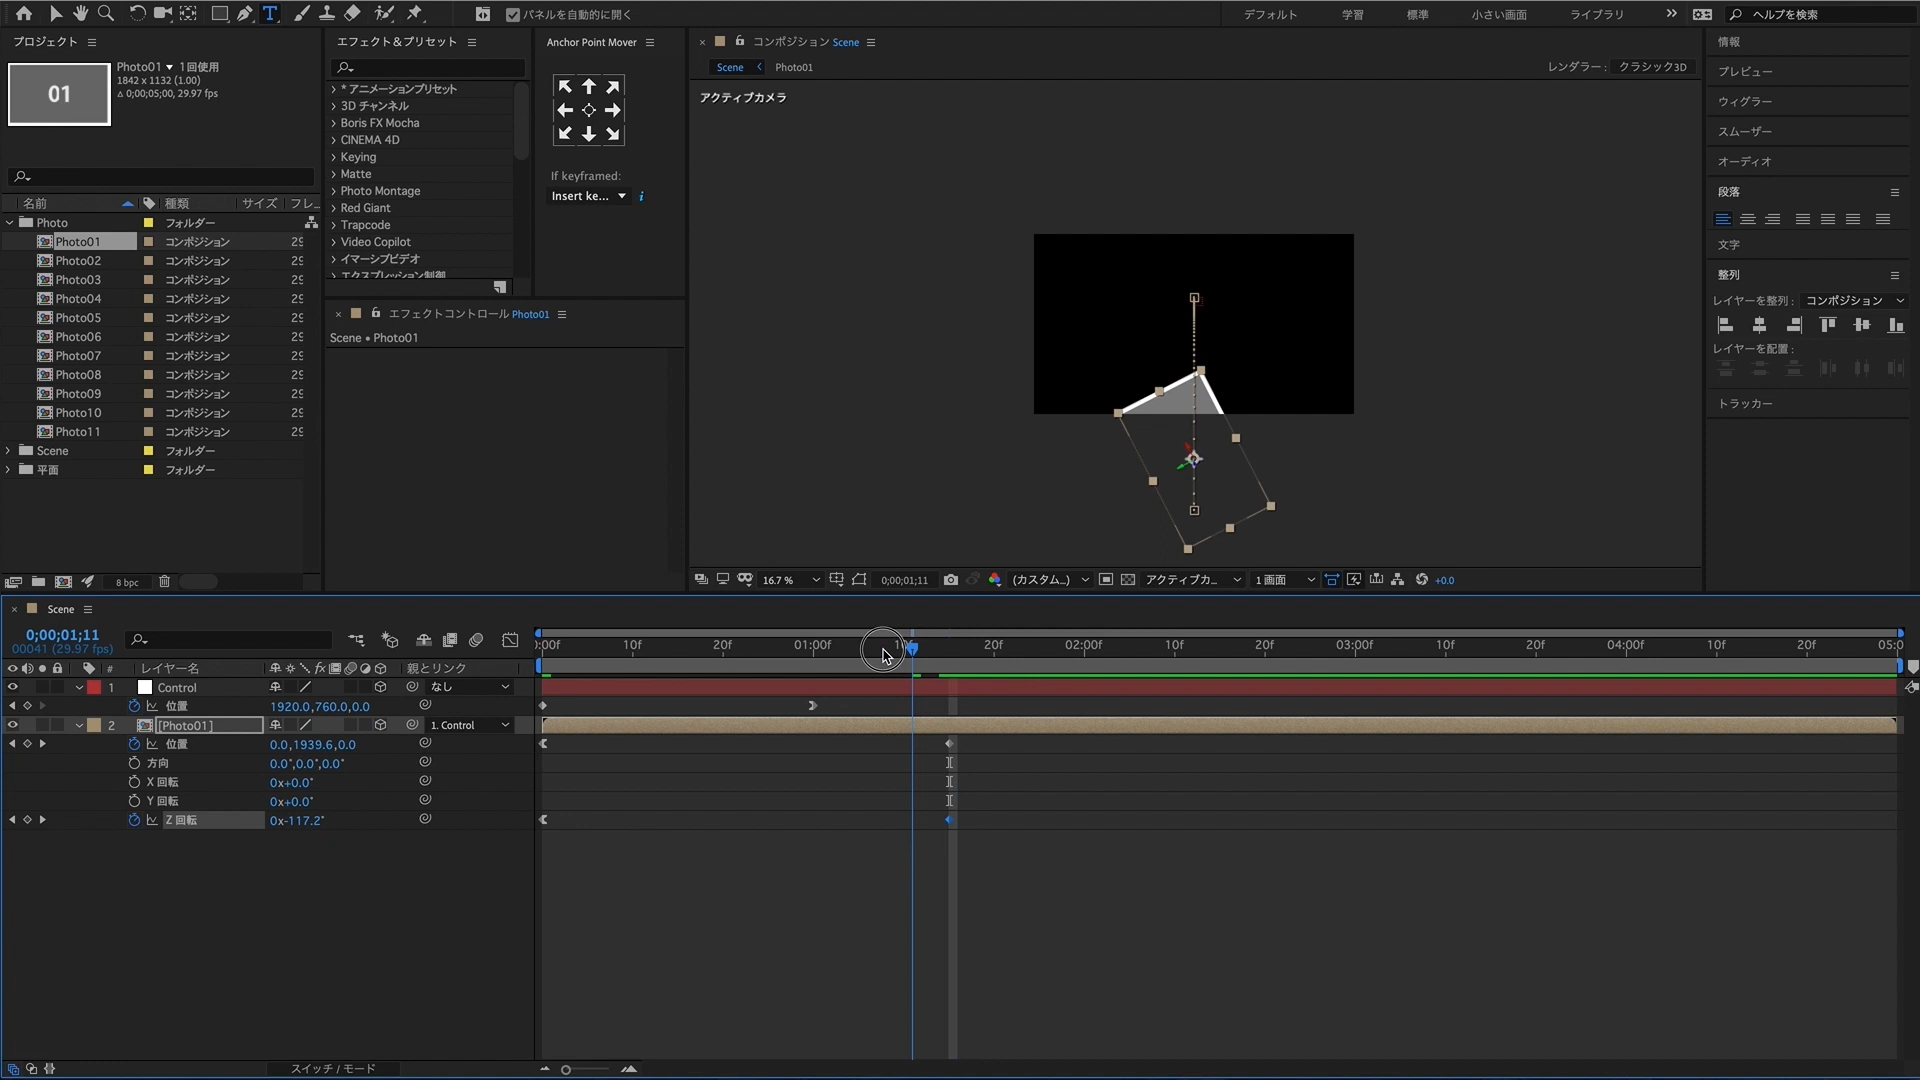 パネルを自動的に開く
デフォルト 学習 標準 小さい画面 ライブラリ ヘルプを検索
プロジェクト エフェクト＆プリセット Anchor Point Mover コンポジション Scene 情報
Photo01 1回使用
1842 x 1132 (1.00)
Δ 0;00;05;00, 29.97 fps
01
Scene Photo01 レンダラー : クラシック3D
アクティブカメラ
プレビュー
ウィグラー
スムーザー
オーディオ
段落
文字
整列
レイヤーを整列 : コンポジション
レイヤーを配置 :
トラッカー
* アニメーションプリセット
3D チャンネル
Boris FX Mocha
CINEMA 4D
Keying
Matte
Photo Montage
Red Giant
Trapcode
Video Copilot
イマーシブビデオ
エクスプレッション制御
If keyframed:
Insert ke...
エフェクトコントロール Photo01
Scene • Photo01
名前 種類 サイズ フレ...
Photo フォルダー
Photo01 コンポジション 29
Photo02 コンポジション 29
Photo03 コンポジション 29
Photo04 コンポジション 29
Photo05 コンポジション 29
Photo06 コンポジション 29
Photo07 コンポジション 29
Photo08 コンポジション 29
Photo09 コンポジション 29
Photo10 コンポジション 29
Photo11 コンポジション 29
Scene フォルダー
平面 フォルダー
8 bpc
16.7 % 0;00;01;11 (カスタム...) アクティブカ... 1 画面 +0.0
Scene
0;00;01;11
00041 (29.97 fps)
:00f 10f 20f 01:00f 10f 20f 02:00f 10f 20f 03:00f 10f 20f 04:00f 10f 20f 05:0
# レイヤー名 fx 親とリンク
1 Control なし
位置 1920.0,760.0,0.0
2 [Photo01] 1. Control
位置 0.0,1939.6,0.0
方向 0.0°,0.0°,0.0°
X 回転 0x+0.0°
Y 回転 0x+0.0°
Z 回転 0x-117.2°
スイッチ / モード